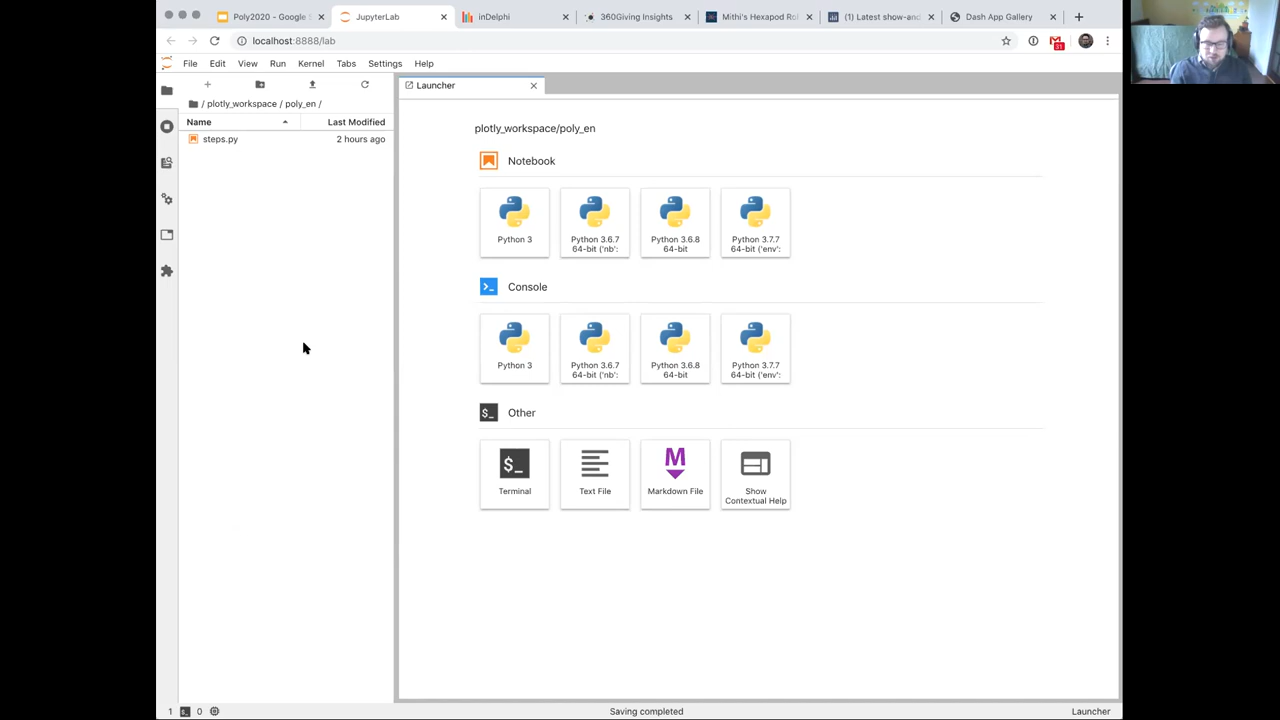 Poly2020 - Google S
JupyterLab
inDelphi
360Giving Insights
Mithi's Hexapod Ro
(1) Latest show-and
Dash App Gallery
localhost:8888/lab
31
File Edit View Run Kernel Tabs Settings Help
/ plotly_workspace / poly_en /
Name Last Modified
steps.py 2 hours ago
Launcher
plotly_workspace/poly_en
Notebook
Python 3
Python 3.6.7
64-bit ('nb':
Python 3.6.8
64-bit
Python 3.7.7
64-bit ('env':
Console
Python 3
Python 3.6.7
64-bit ('nb':
Python 3.6.8
64-bit
Python 3.7.7
64-bit ('env':
$_ Other
$_
Terminal
Text File
M
Markdown File
Show
Contextual Help
1 $_ 0
Saving completed
Launcher